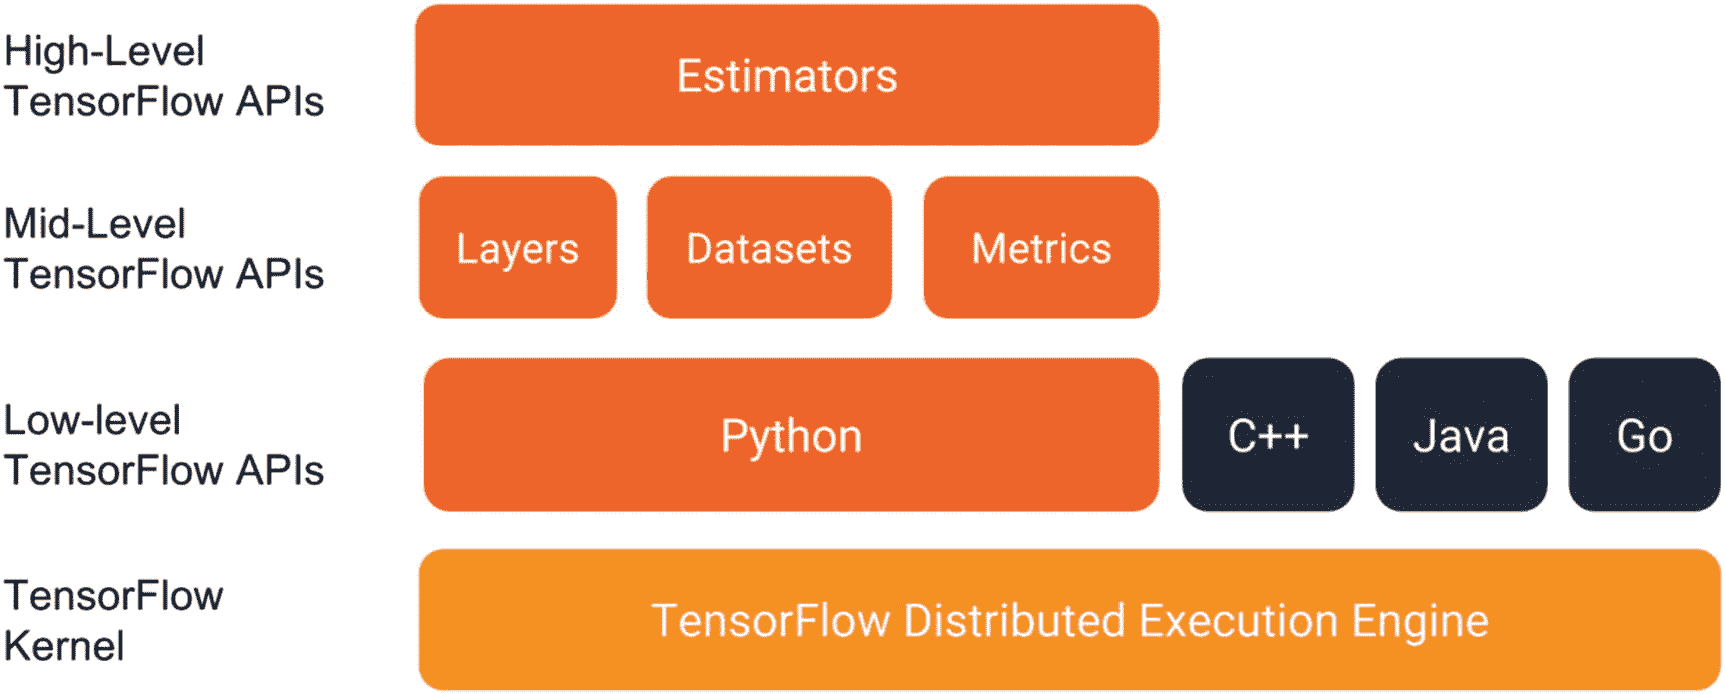 High-Level
TensorFlow APIs
Estimators
Mid-Level
TensorFlow APIs
Layers
Datasets
Metrics
Low-level
TensorFlow APIs
Python
C++
Java
Go
TensorFlow
Kernel
TensorFlow Distributed Execution Engine